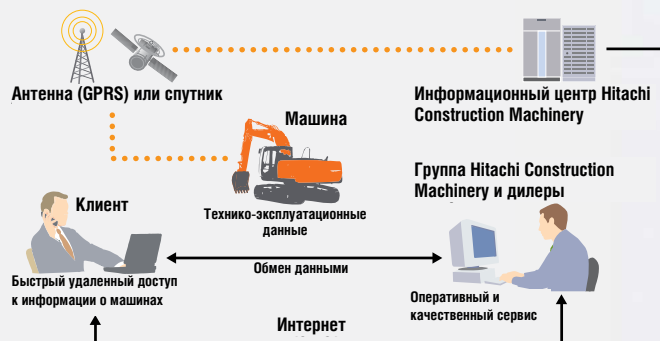 Антенна (GPRS) или спутник
Информационный центр Hitachi
Construction Machinery
Машина
Группа Hitachi Construction
Machinery и дилеры
Клиент
Технико-эксплуатационные
данные
Обмен данными
Быстрый удаленный доступ
к информации о машинах
Оперативный и
качественный сервис
Интернет